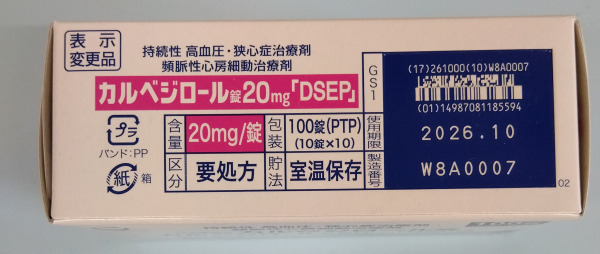 表示
変更品
持続性 高血圧・狭心症治療剤
頻脈性心房細動治療剤
カルベジロール錠20mg「DSEP」
プラ
バンド:PP
紙 箱
含量 20mg/錠
包装 100錠(PTP)
(10錠×10)
区分 要処方
貯法 室温保存
GS1
(17)261000(10)W8A0007
(01)14987081185594
使用期限 2026.10
製造番号 W8A0007
02